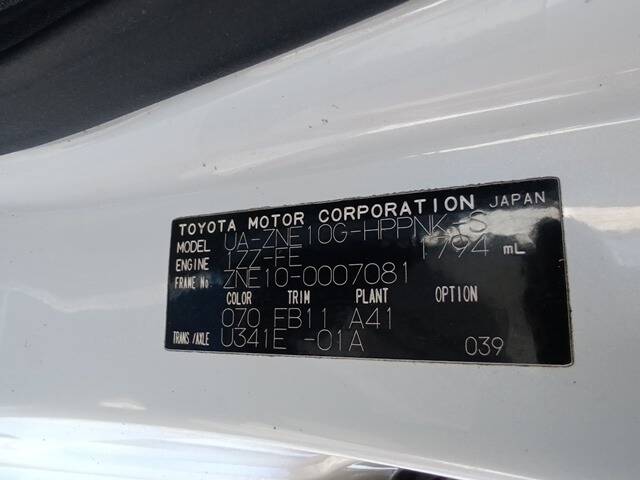 TOYOTA MOTOR CORPORATION JAPAN
MODEL UA-ZNE10G-HPPNK-S
ENGINE 1ZZ-FE 1794 mL
FRAME No. ZNE10-0007081
COLOR TRIM PLANT OPTION
070 EB11 A41
TRANS/AXLE U341E -01A 039